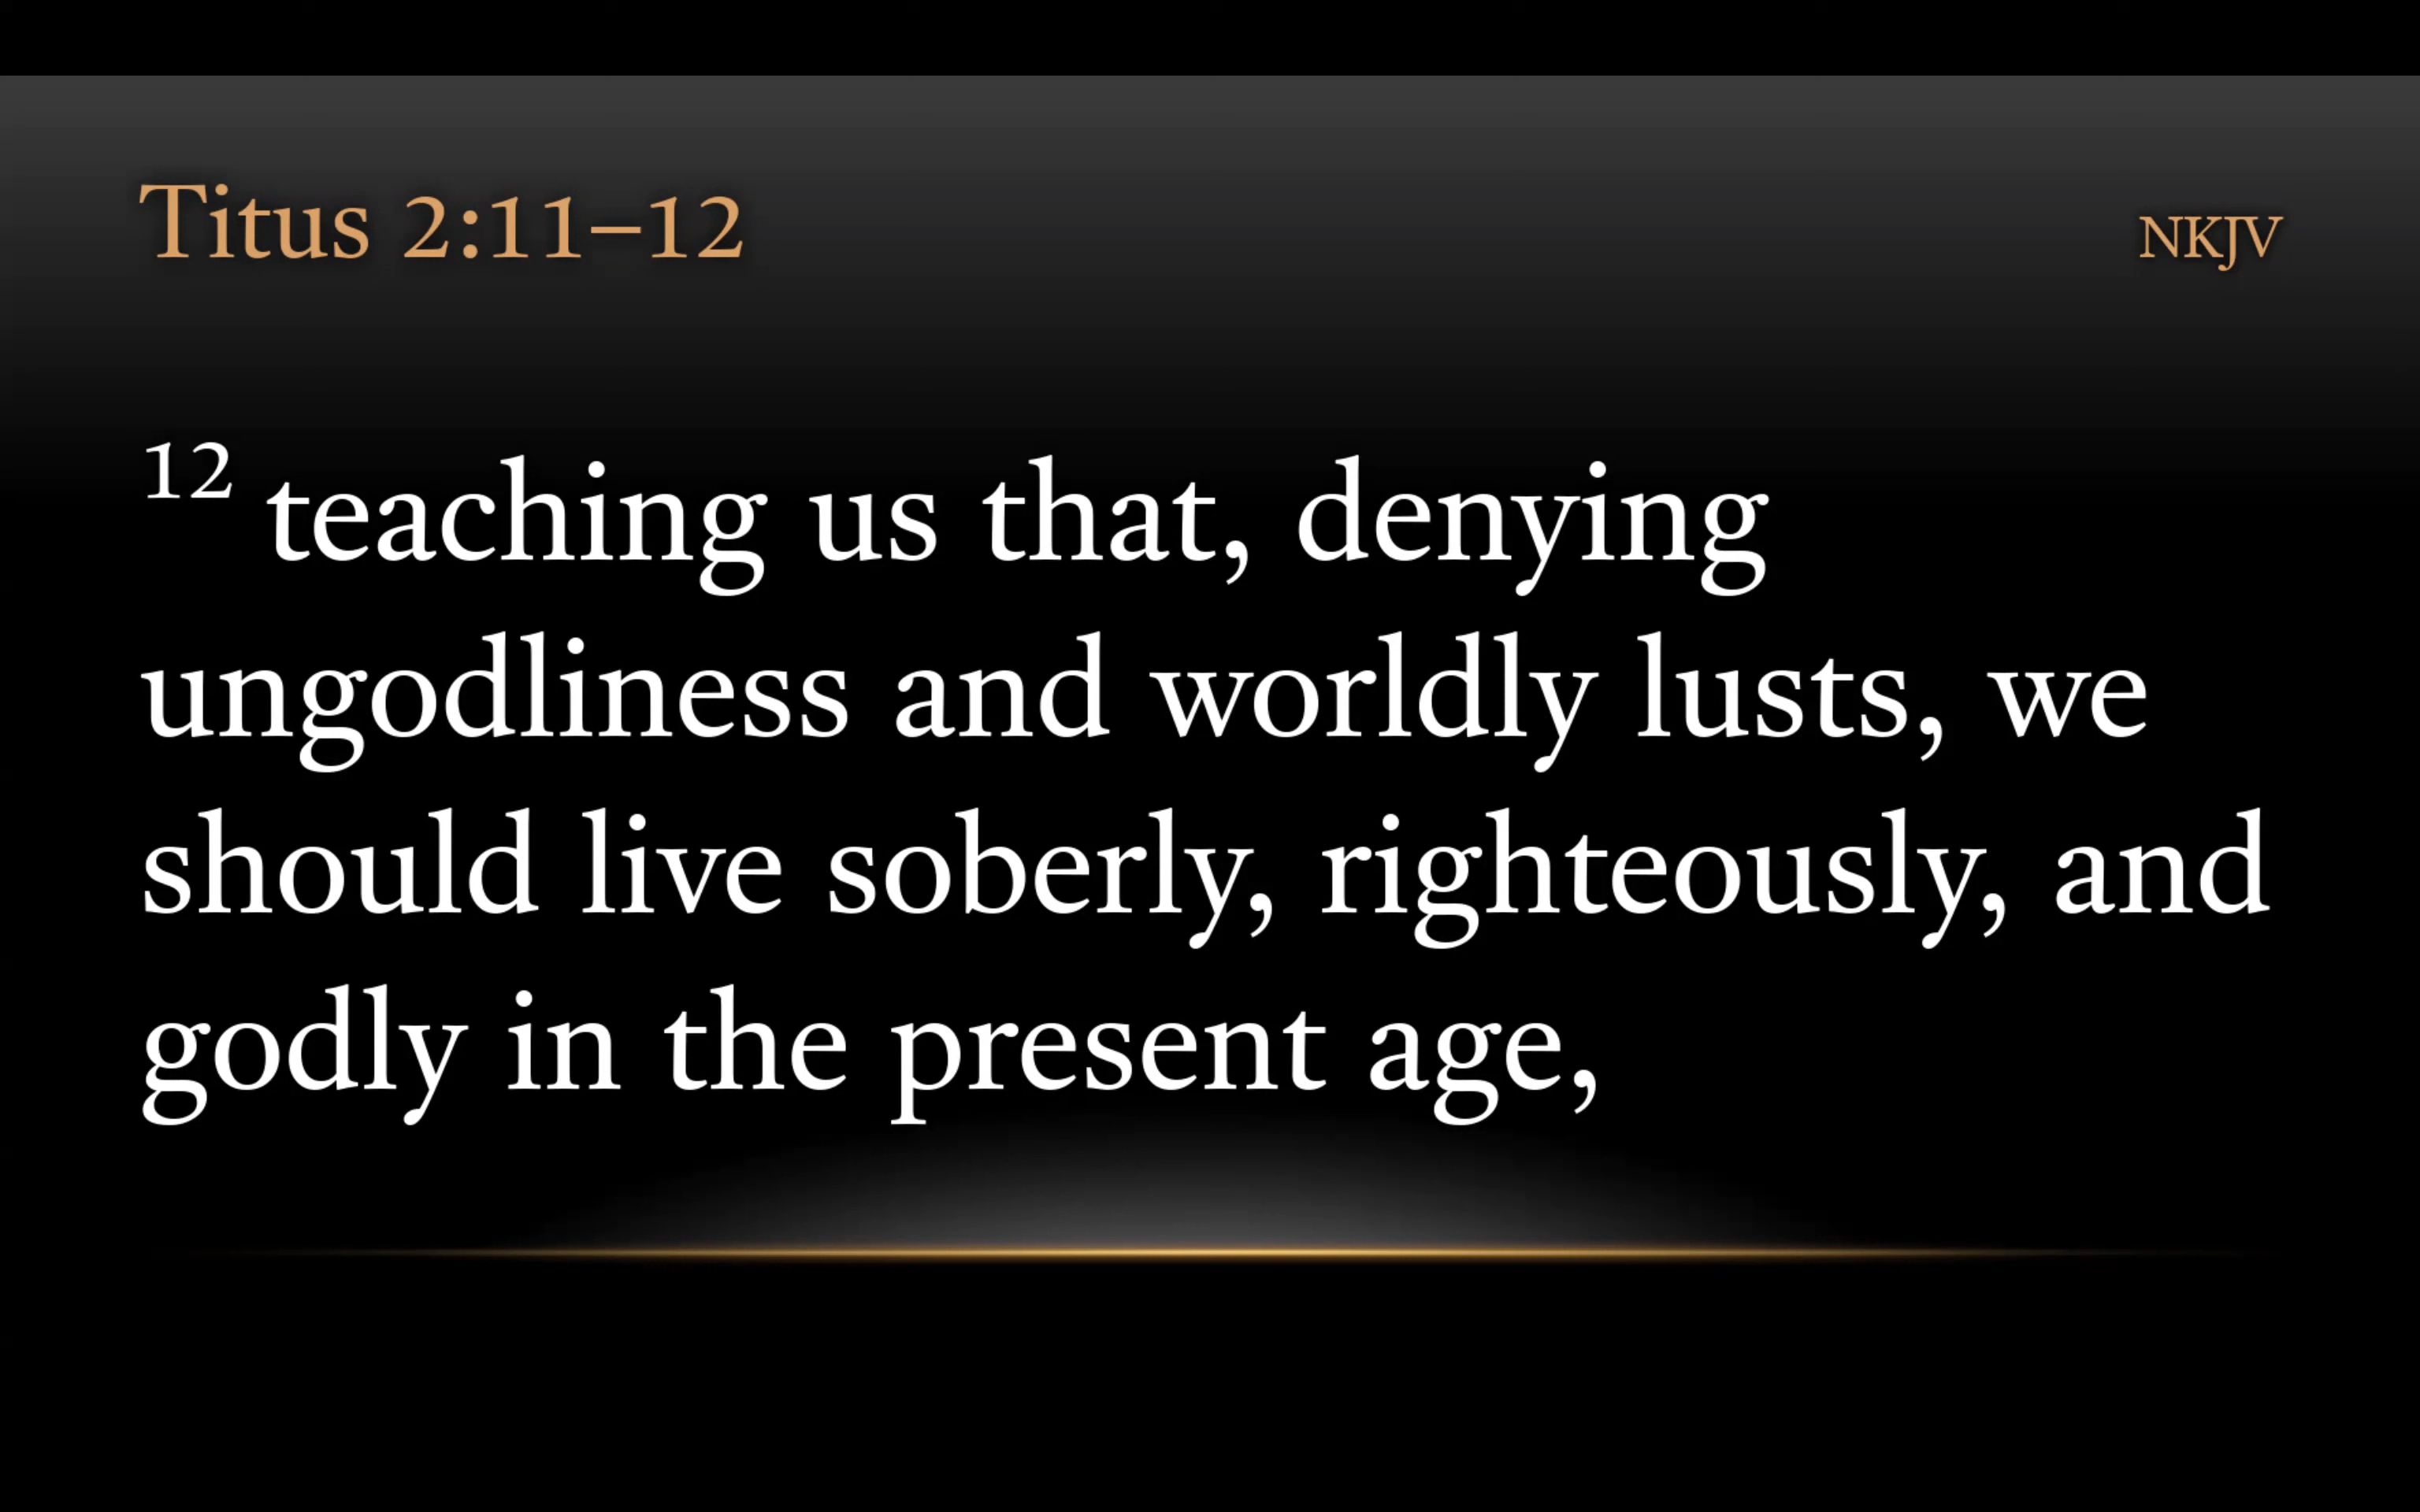 Titus 2:11–12
NKJV
12 teaching us that, denying
ungodliness and worldly lusts, we
should live soberly, righteously, and
godly in the present age,